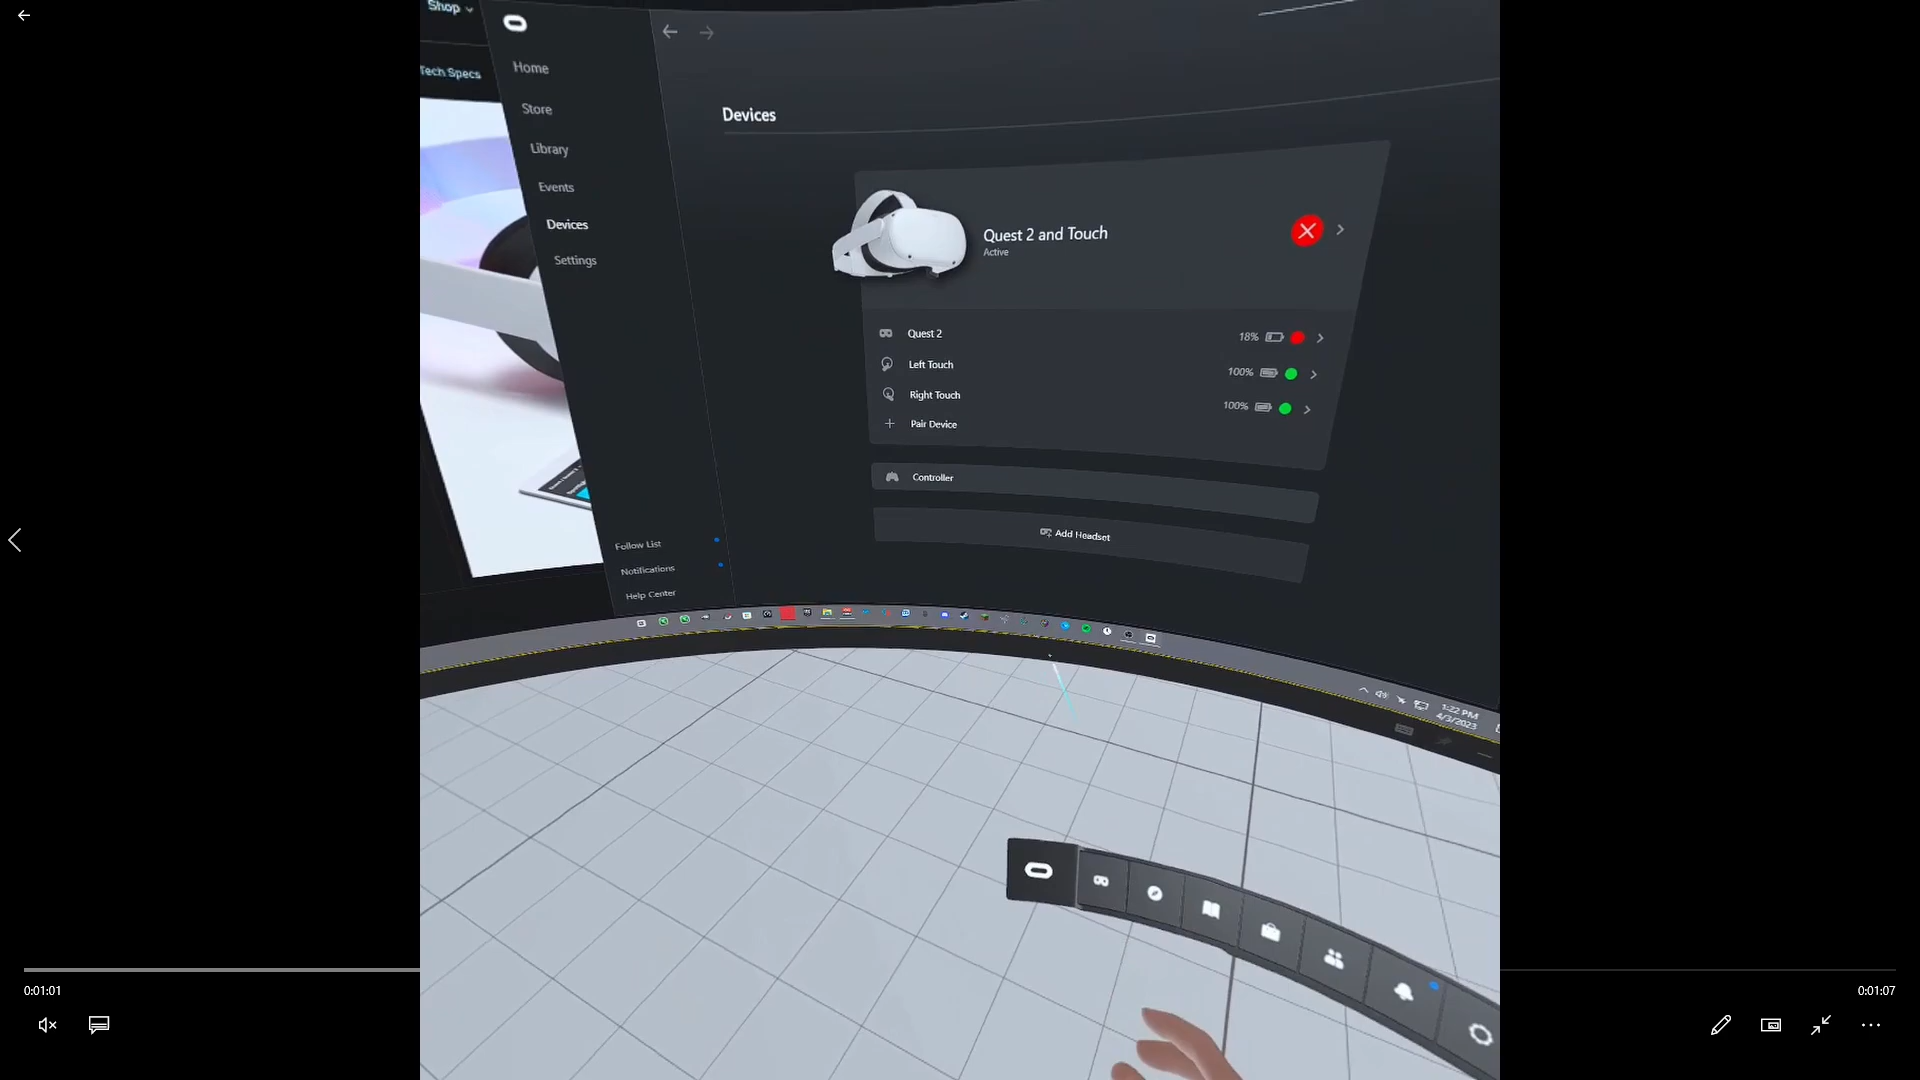 Shop
Tech Specs
Home
Store
Library
Events
Devices
Settings
Follow List
Notifications
Help Center
Devices
Quest 2 and Touch
Active
Quest 2
18%
Left Touch
100%
Right Touch
100%
Pair Device
Controller
Add Headset
1:22 PM
4/3/2023
0:01:01
0:01:07